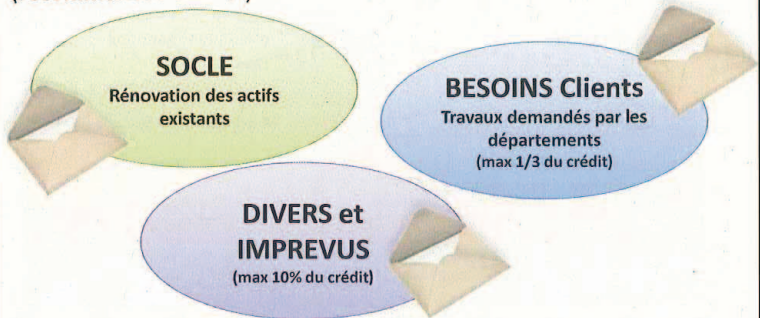 SOCLE
Rénovation des actifs
existants
BESOINS Clients
Travaux demandés par les
départements
(max 1/3 du crédit)
DIVERS et
IMPREVUS
(max 10% du crédit)